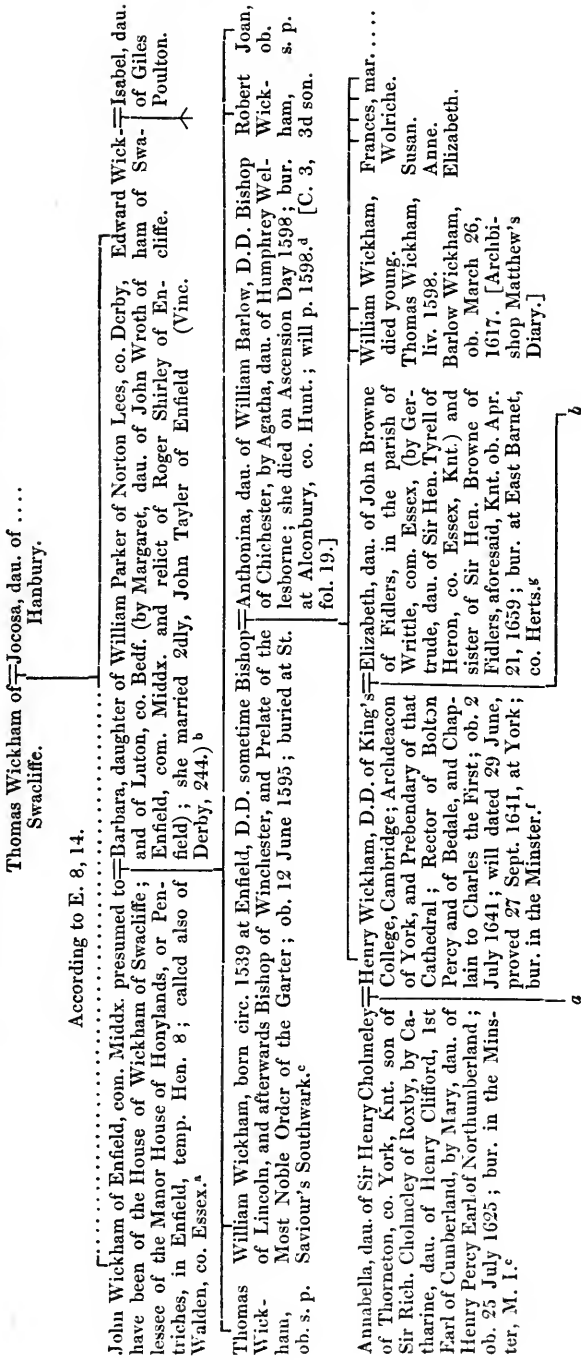 Thomas Wickham of=Jocosa, dau. of ....
Swacliffe. Hanbury.
According to E. 8, 14.
John Wickham of Enfield, com. Middx. presumed to=Barbara, daughter of William Parker of Norton Lees, co. Derby,
have been of the House of Wickham of Swacliffe; and of Luton, co. Bedf. (by Margaret, dau. of John Wroth of
lessee of the Manor House of Honylands, or Pen- Enfield, com. Middx. and relict of Roger Shirley of En-
triches, in Enfield, temp. Hen. 8; called also of field); she married 2dly, John Tayler of Enfield (Vinc.
Walden, co. Essex.ᵃ Derby, 244.)ᵇ
Edward Wick-=Isabel, dau.
ham of Swa- of Giles
cliffe. Poulton.
Thomas
Wick-
ham,
ob. s. p.
William Wickham, born circ. 1539 at Enfield, D.D. sometime Bishop=Anthonina, dau. of William Barlow, D.D. Bishop
of Lincoln, and afterwards Bishop of Winchester, and Prelate of the of Chichester, by Agatha, dau. of Humphrey Wel-
Most Noble Order of the Garter; ob. 12 June 1595; buried at St. lesborne; she died on Ascension Day 1598; bur.
Saviour's Southwark.ᶜ at Alconbury, co. Hunt.; will p. 1598.ᵈ [C. 3,
fol. 19.]
Robert Joan,
Wick- ob.
ham, s. p.
3d son.
Annabella, dau. of Sir Henry Cholmeley=Henry Wickham, D.D. of King's=Elizabeth, dau. of John Browne
of Thorneton, co. York, Knt. son of College, Cambridge; Archdeacon of Fidlers, in the parish of
Sir Rich. Cholmcley of Roxby, by Ca- of York, and Prebendary of that Writtle, com. Essex, (by Ger-
tharine, dau. of Henry Clifford, 1st Cathedral; Rector of Bolton trude, dau. of Sir Hen. Tyrell of
Earl of Cumberland, by Mary, dau. of Percy and of Bedale, and Chap- Heron, co. Essex, Knt.) and
Henry Percy Earl of Northumberland; lain to Charles the First; ob. 2 sister of Sir Hen. Browne of
ob. 25 July 1625; bur. in the Mins- July 1641; will dated 29 June, Fidlers, aforesaid, Knt. ob. Apr.
ter, M. I.ᵉ proved 27 Sept. 1641, at York; 21, 1659; bur. at East Barnet,
bur. in the Minster.ᶠ co. Herts.ᵍ
William Wickham,
died young.
Thomas Wickham,
liv. 1598.
Barlow Wickham,
ob. March 26,
1617. [Archbi-
shop Matthew's
Diary.]
Frances, mar.....
Wolriche.
Susan.
Anne.
Elizabeth.
a b